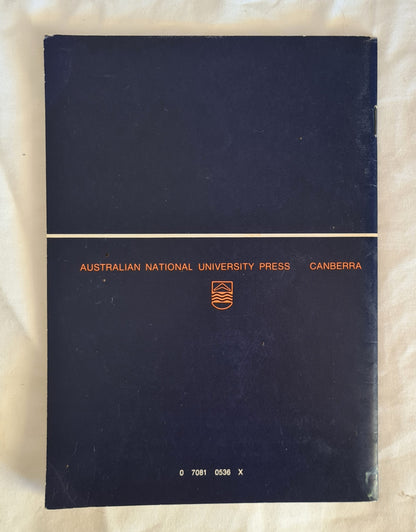 AUSTRALIAN NATIONAL UNIVERSITY PRESS CANBERRA
0 7081 0536 X